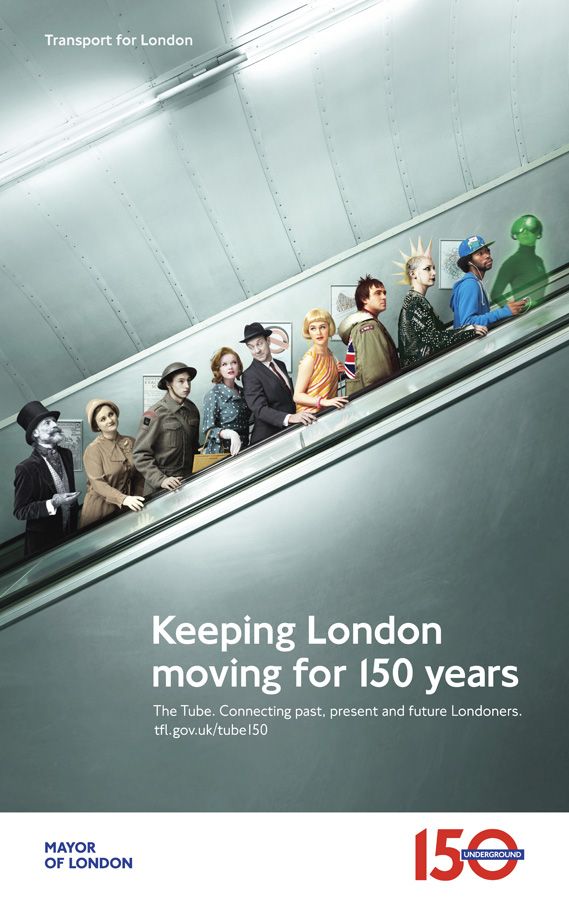 Transport for London
Keeping London
moving for 150 years
The Tube. Connecting past, present and future Londoners.
tfl.gov.uk/tube150
MAYOR
OF LONDON
150
UNDERGROUND